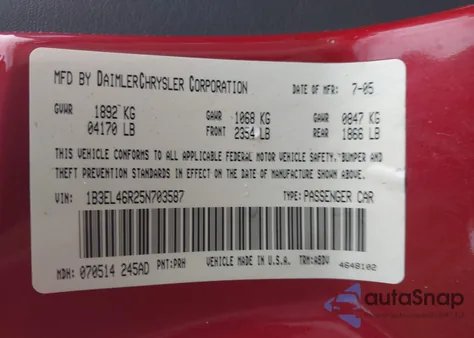 MFD BY DAIMLERCHRYSLER CORPORATION DATE OF MFR: 7-05
GVWR 1892 KG GAWR 1068 KG GAWR 0847 KG
04170 LB FRONT 2354 LB REAR 1866 LB
THIS VEHICLE CONFORMS TO ALL APPLICABLE FEDERAL MOTOR VEHICLE SAFETY, BUMPER AND
THEFT PREVENTION STANDARDS IN EFFECT ON THE DATE OF MANUFACTURE SHOWN ABOVE.
VIN: 1B3EL46R25N703587 TYPE: PASSENGER CAR
MDH: 070514 245AD PNT: PRH VEHICLE MADE IN U.S.A. TRM: ABDV 4648102
autaSnap